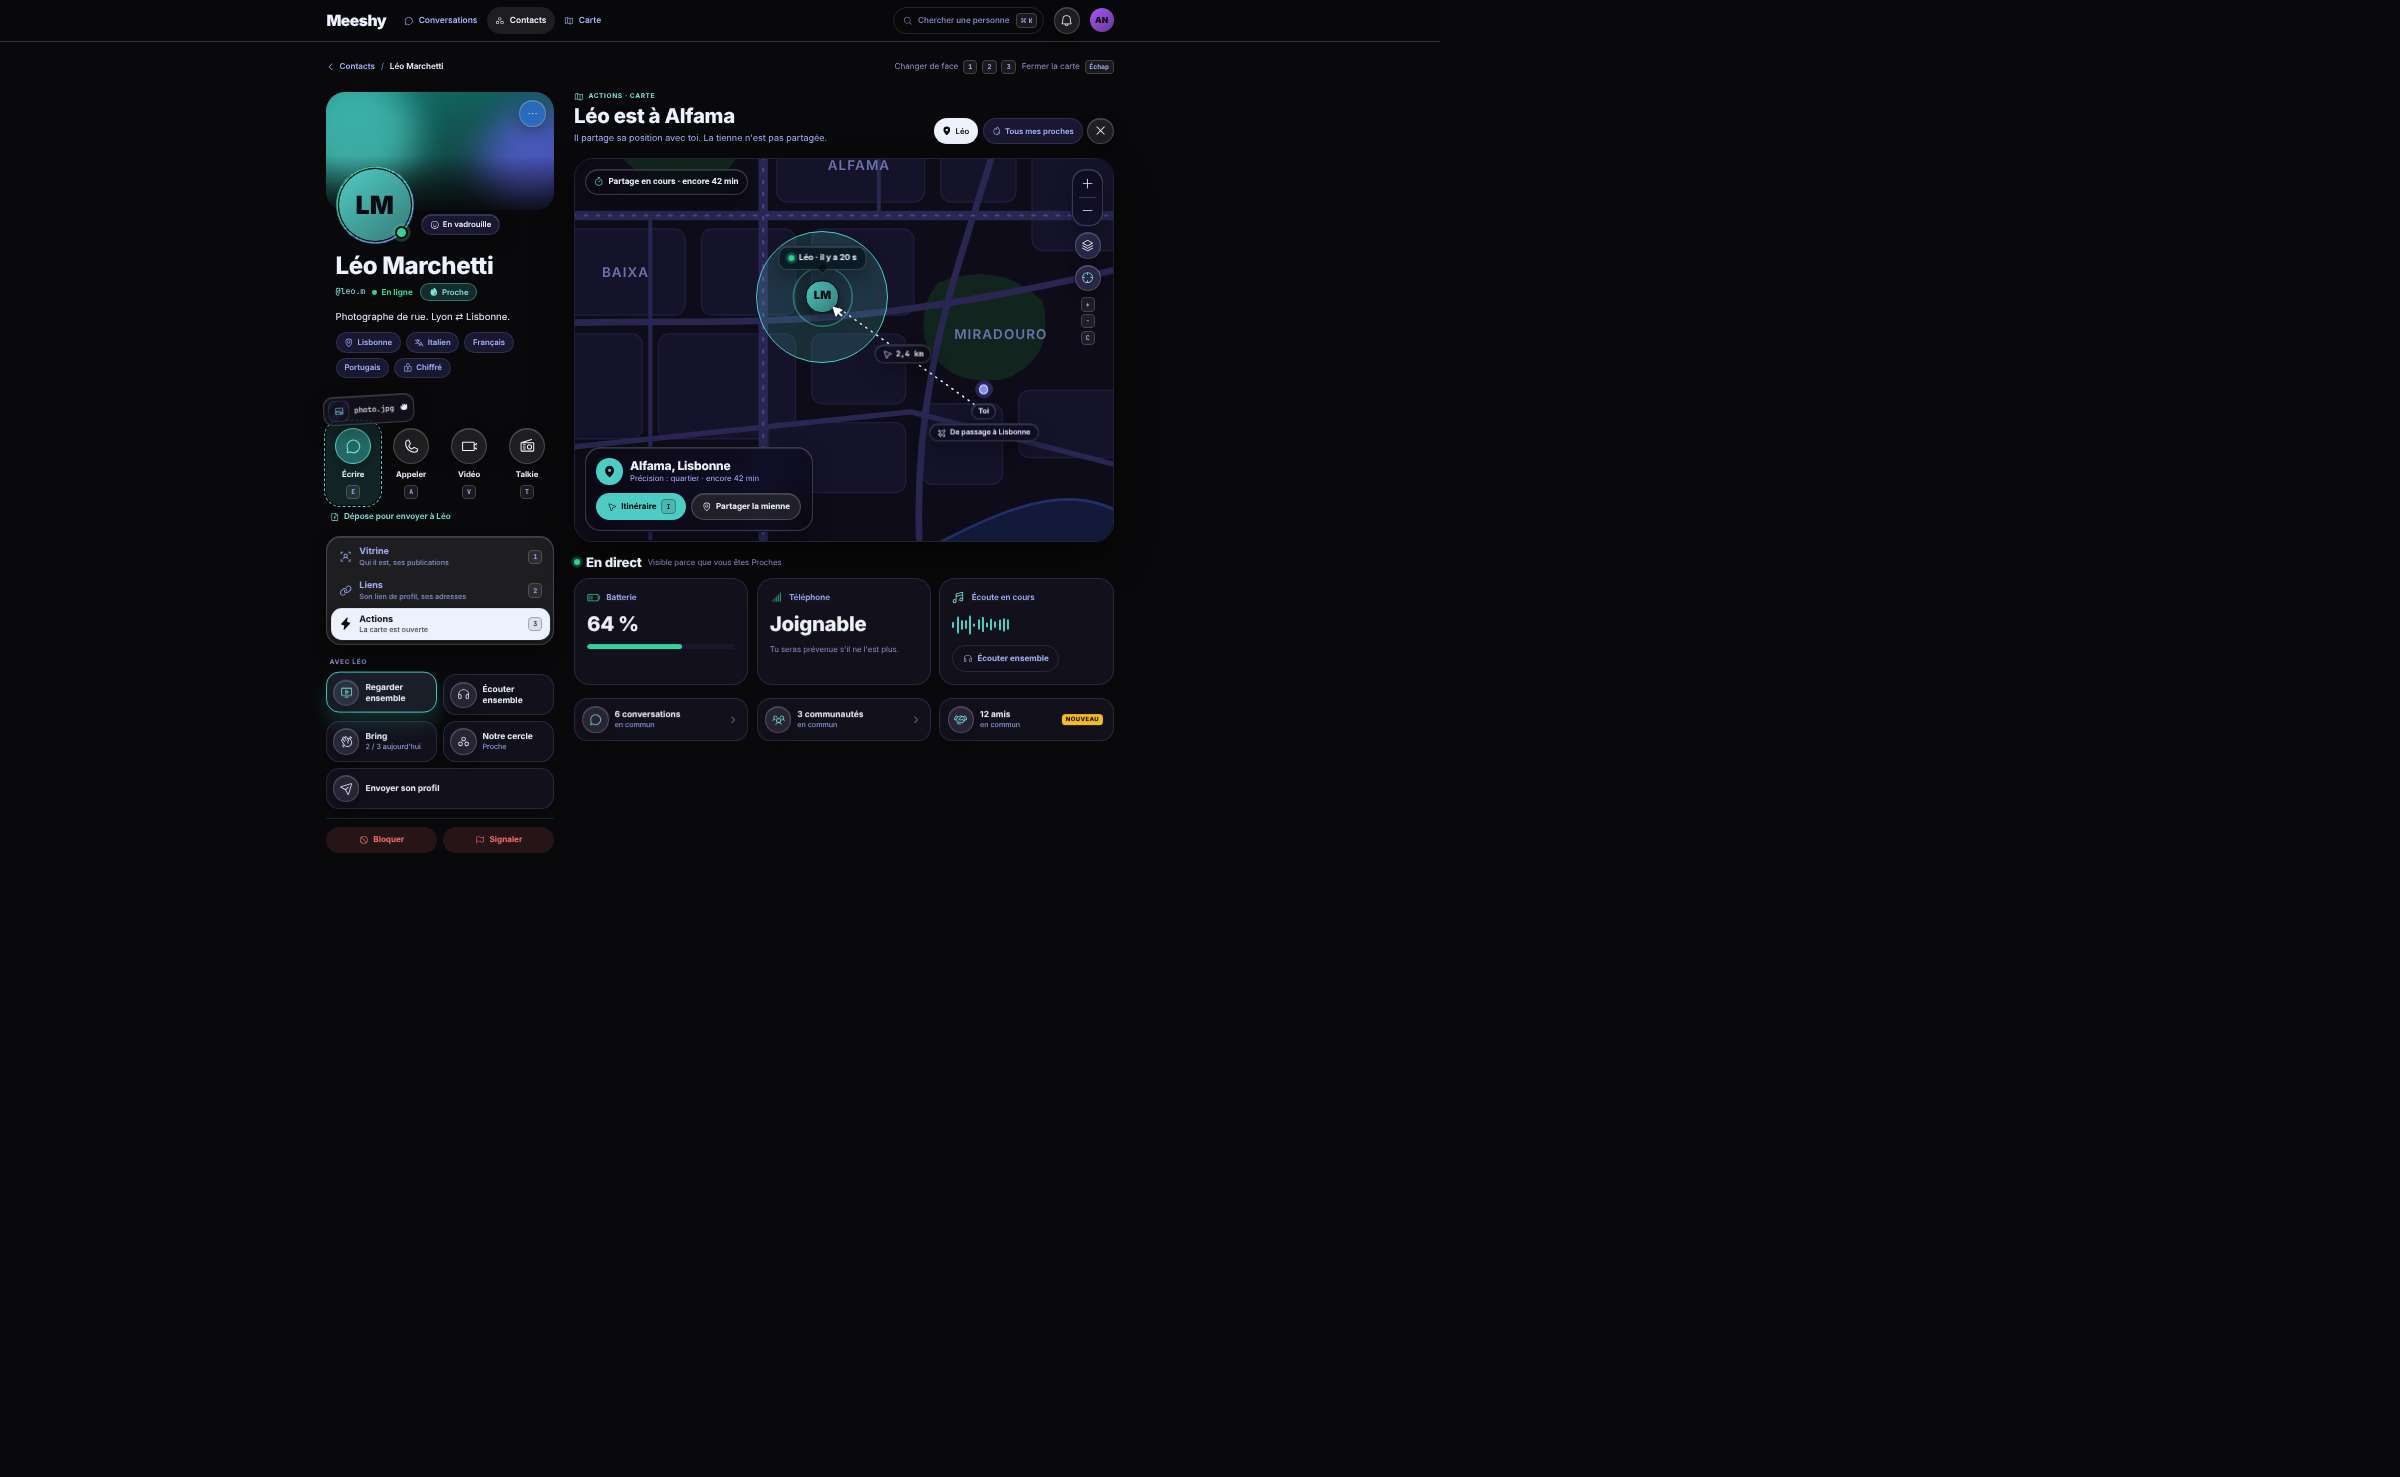 Meeshy
Conversations
Contacts
Carte
Chercher une personne ⌘ K
AN
Contacts / Léo Marchetti
Changer de face 1 2 3 Fermer la carte Échap
LM
En vadrouille
Léo Marchetti
@leo.m En ligne Proche
Photographe de rue. Lyon ⇄ Lisbonne.
Lisbonne Italien Français
Portugais Chiffré
photo.jpg
Écrire Appeler Vidéo Talkie
E A V T
Dépose pour envoyer à Léo
Vitrine
Qui il est, ses publications
1
Liens
Son lien de profil, ses adresses
2
Actions
La carte est ouverte
3
AVEC LÉO
Regarder
ensemble
Écouter
ensemble
Bring
2 / 3 aujourd'hui
Notre cercle
Proche
Envoyer son profil
Bloquer
Signaler
ACTIONS · CARTE
Léo est à Alfama
Il partage sa position avec toi. La tienne n'est pas partagée.
Léo
Tous mes proches
Partage en cours · encore 42 min
ALFAMA
BAIXA
Léo · il y a 20 s
LM
MIRADOURO
2,4 km
Toi
De passage à Lisbonne
+
-
C
Alfama, Lisbonne
Précision : quartier · encore 42 min
Itinéraire I
Partager la mienne
En direct Visible parce que vous êtes Proches
Batterie
64 %
Téléphone
Joignable
Tu seras prévenue s'il ne l'est plus.
Écoute en cours
Écouter ensemble
6 conversations
en commun
3 communautés
en commun
12 amis
en commun
NOUVEAU